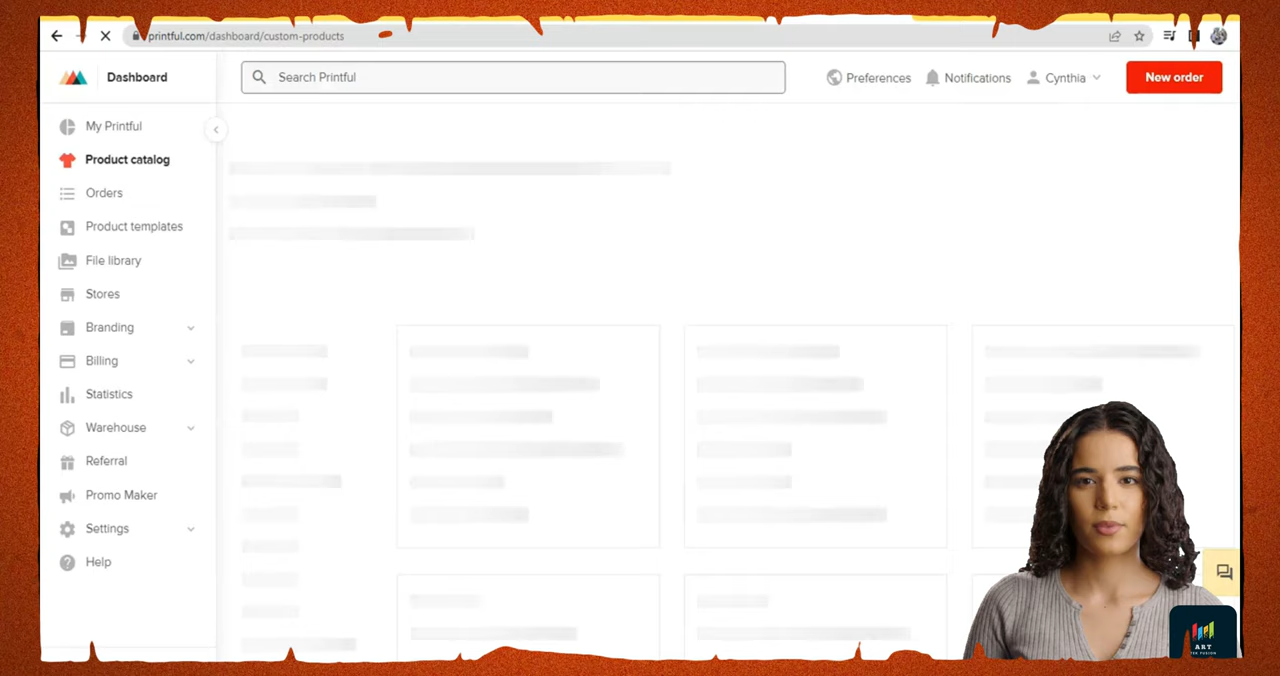 printful.com/dashboard/custom-products
Dashboard
Search Printful
Preferences
Notifications
Cynthia
New order
My Printful
Product catalog
Orders
Product templates
File library
Stores
Branding
Billing
Statistics
Warehouse
Referral
Promo Maker
Settings
Help
ART
FUSION